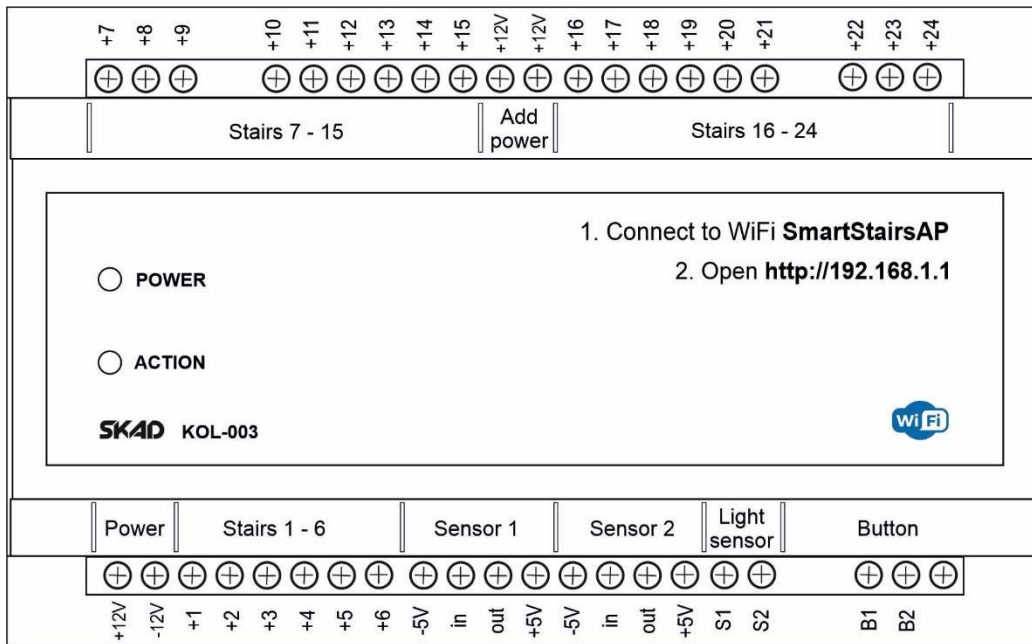 +7 +8 +9 +10 +11 +12 +13 +14 +15 +12V +12V +16 +17 +18 +19 +20 +21 +22 +23 +24
Stairs 7 - 15
Add
power
Stairs 16 - 24
1. Connect to WiFi SmartStairsAP
2. Open http://192.168.1.1
POWER
ACTION
SKAD KOL-003
WiFi
Power
Stairs 1 - 6
Sensor 1
Sensor 2
Light
sensor
Button
+12V -12V +1 +2 +3 +4 +5 +6 -5V in out +5V -5V in out +5V S1 S2 B1 B2